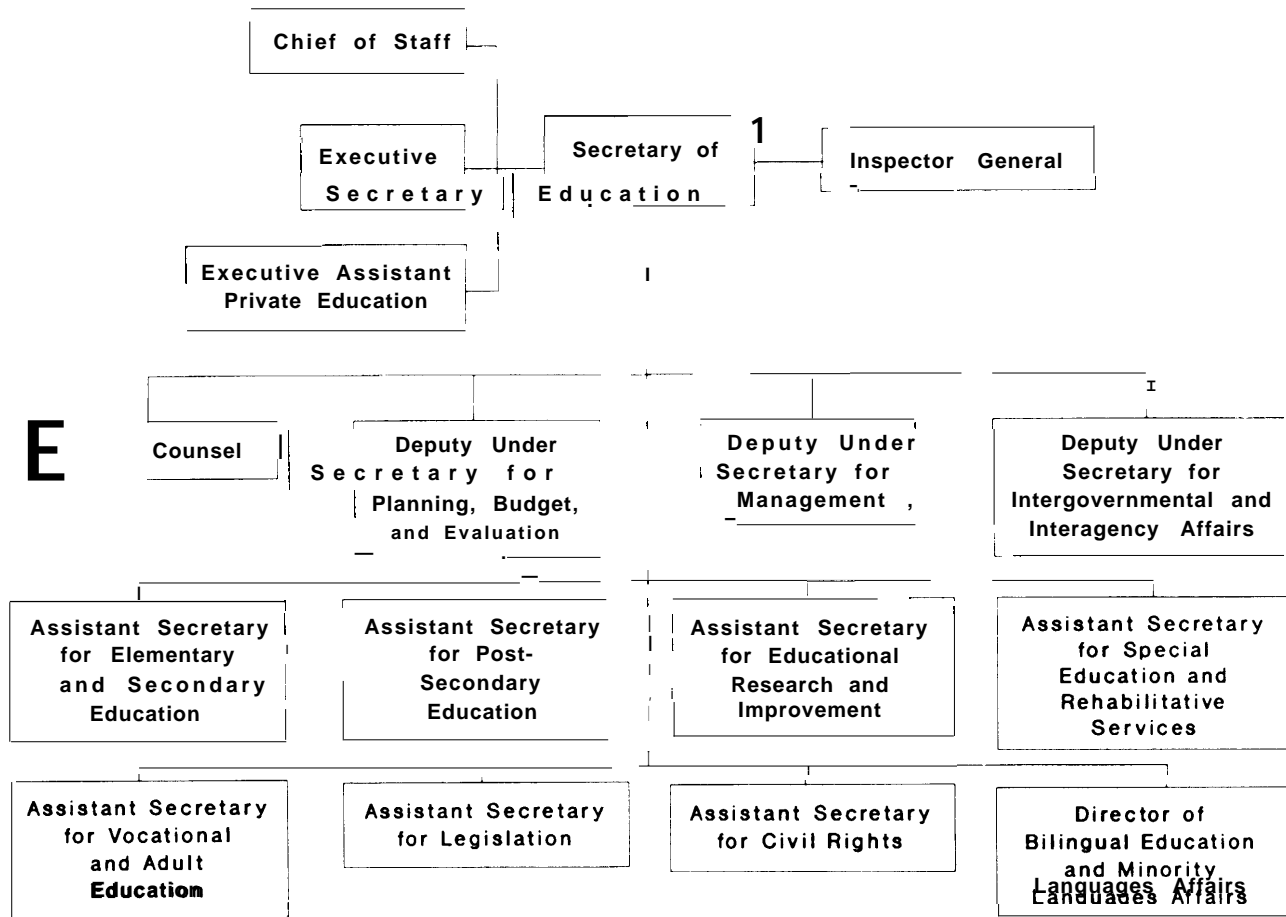 Chief of Staff
Executive
Secretary
Secretary of
Education
1
Inspector General
Executive Assistant
Private Education
E
Counsel
Deputy Under
Secretary for
Planning, Budget,
and Evaluation
Deputy Under
Secretary for
Management ,
Deputy Under
Secretary for
Intergovernmental and
Interagency Affairs
Assistant Secretary
for Elementary
and Secondary
Education
Assistant Secretary
for Post-
Secondary
Education
Assistant Secretary
for Educational
Research and
Improvement
Assistant Secretary
for Special
Education and
Rehabilitative
Services
Assistant Secretary
for Vocational
and Adult
Education
Assistant Secretary
for Legislation
Assistant Secretary
for Civil Rights
Director of
Bilingual Education
and Minority
Languages Affairs